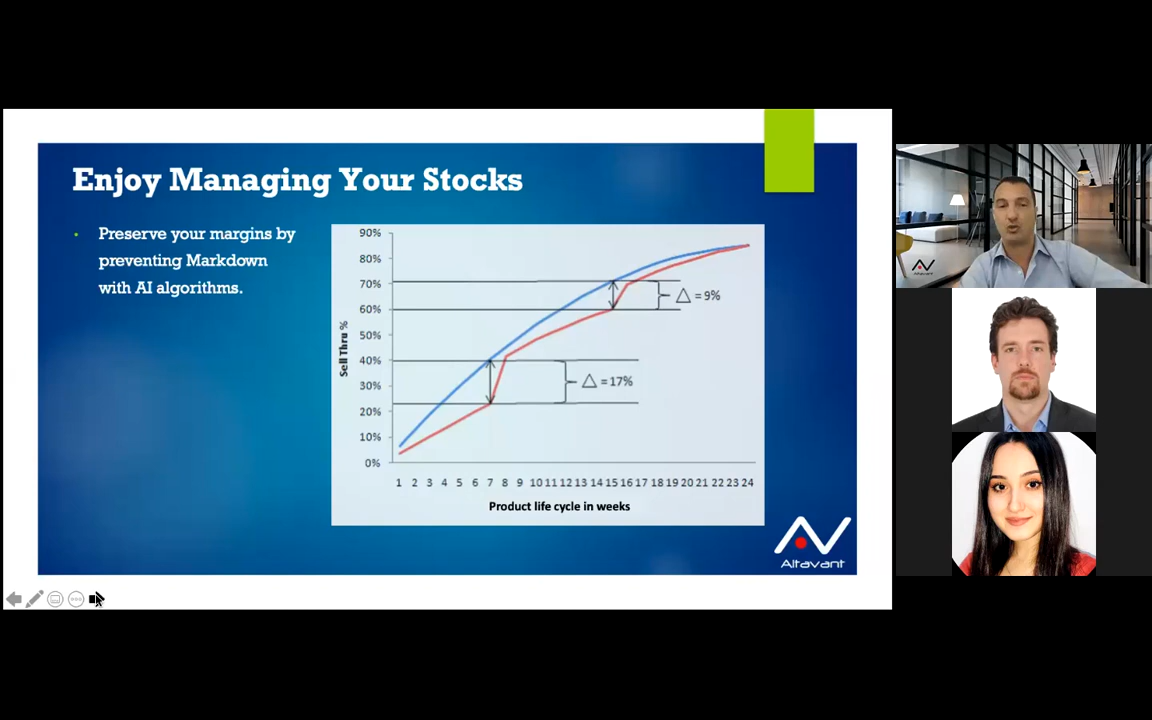 Enjoy Managing Your Stocks
• Preserve your margins by
preventing Markdown
with AI algorithms.
90%
80%
70%
60%
50%
40%
30%
20%
10%
0%
Sell Thru %
△ = 9%
△ = 17%
1 2 3 4 5 6 7 8 9 10 11 12 13 14 15 16 17 18 19 20 21 22 23 24
Product life cycle in weeks
Altavant